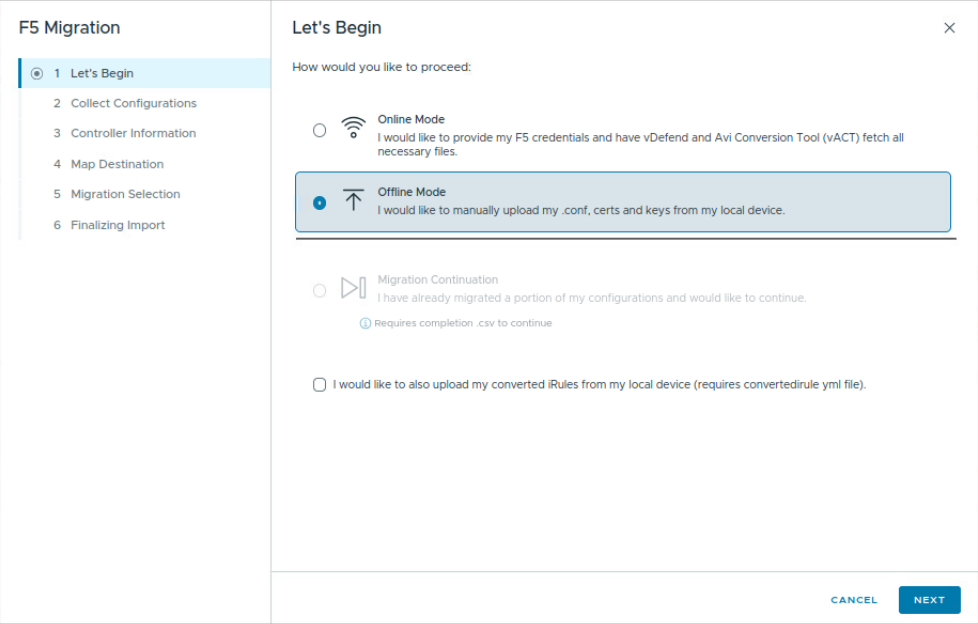 F5 Migration
1 Let's Begin
2 Collect Configurations
3 Controller Information
4 Map Destination
5 Migration Selection
6 Finalizing Import
Let's Begin
How would you like to proceed:
Online Mode
I would like to provide my F5 credentials and have vDefend and Avi Conversion Tool (vACT) fetch all
necessary files.
Offline Mode
I would like to manually upload my .conf, certs and keys from my local device.
Migration Continuation
I have already migrated a portion of my configurations and would like to continue.
Requires completion .csv to continue
I would like to also upload my converted iRules from my local device (requires convertedirule yml file).
CANCEL
NEXT